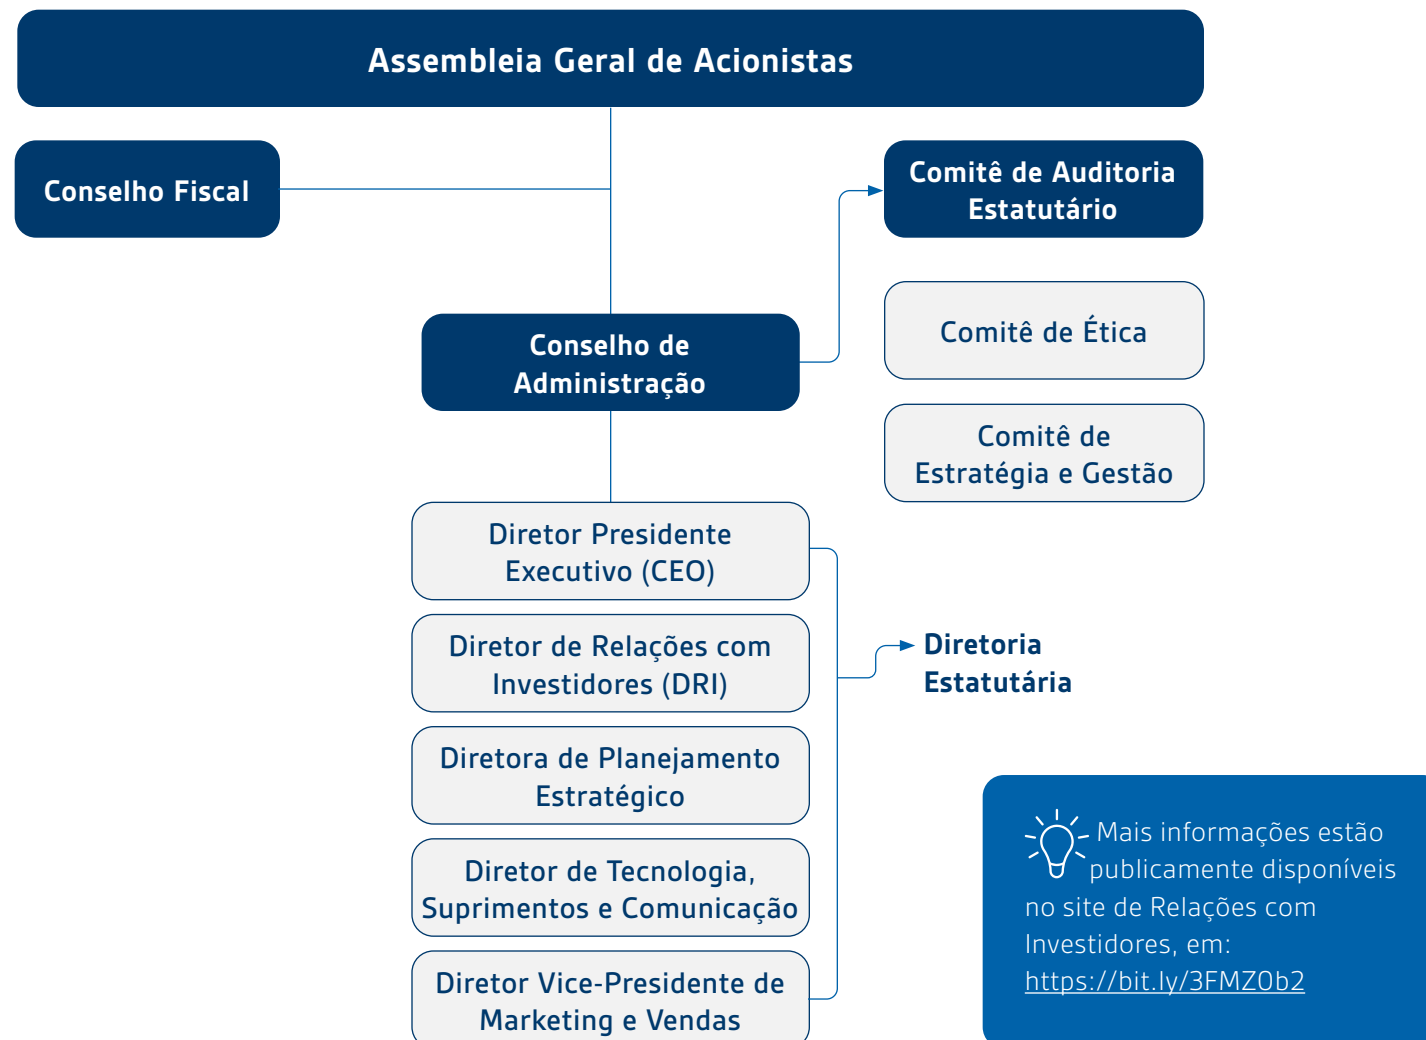 Assembleia Geral de Acionistas
Conselho Fiscal
Comitê de Auditoria
Estatutário
Comitê de Ética
Conselho de
Administração
Comitê de
Estratégia e Gestão
Diretor Presidente
Executivo (CEO)
Diretor de Relações com
Investidores (DRI)
Diretoria
Estatutária
Diretora de Planejamento
Estratégico
Diretor de Tecnologia,
Suprimentos e Comunicação
Diretor Vice-Presidente de
Marketing e Vendas
Mais informações estão
publicamente disponíveis
no site de Relações com
Investidores, em:
https://bit.ly/3FMZ0b2